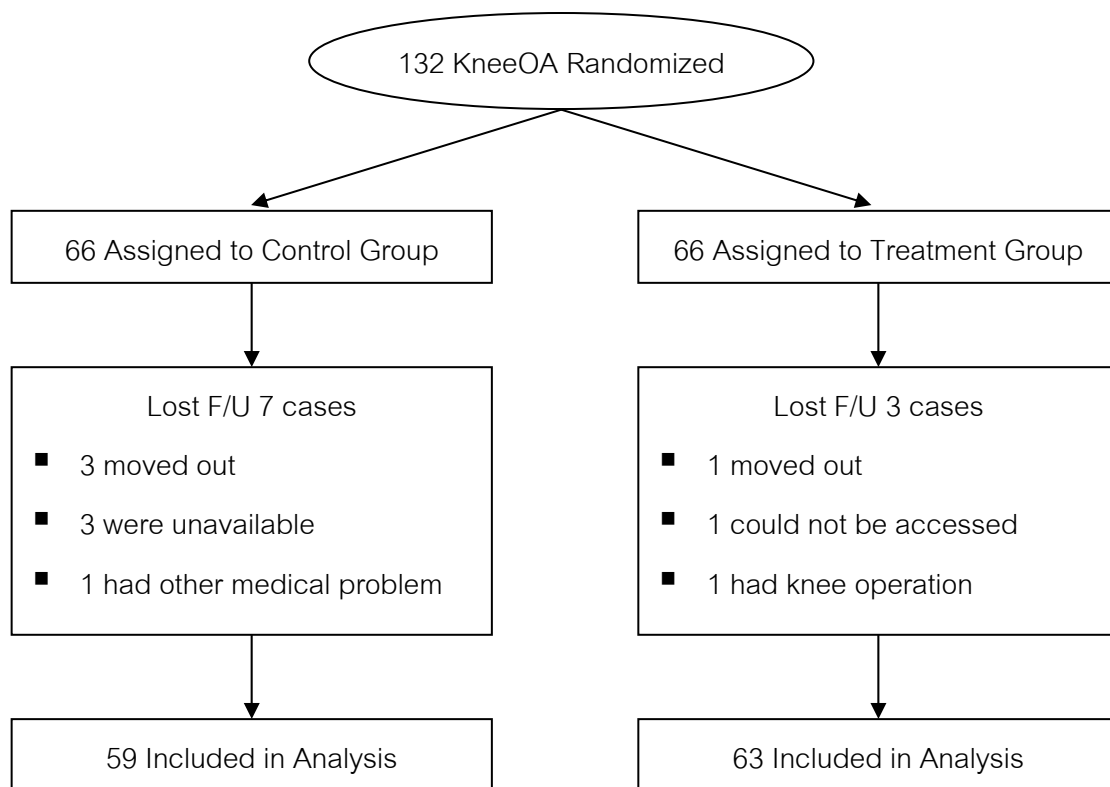 132 KneeOA Randomized
66 Assigned to Control Group
66 Assigned to Treatment Group
Lost F/U 7 cases
■ 3 moved out
■ 3 were unavailable
■ 1 had other medical problem
Lost F/U 3 cases
■ 1 moved out
■ 1 could not be accessed
■ 1 had knee operation
59 Included in Analysis
63 Included in Analysis